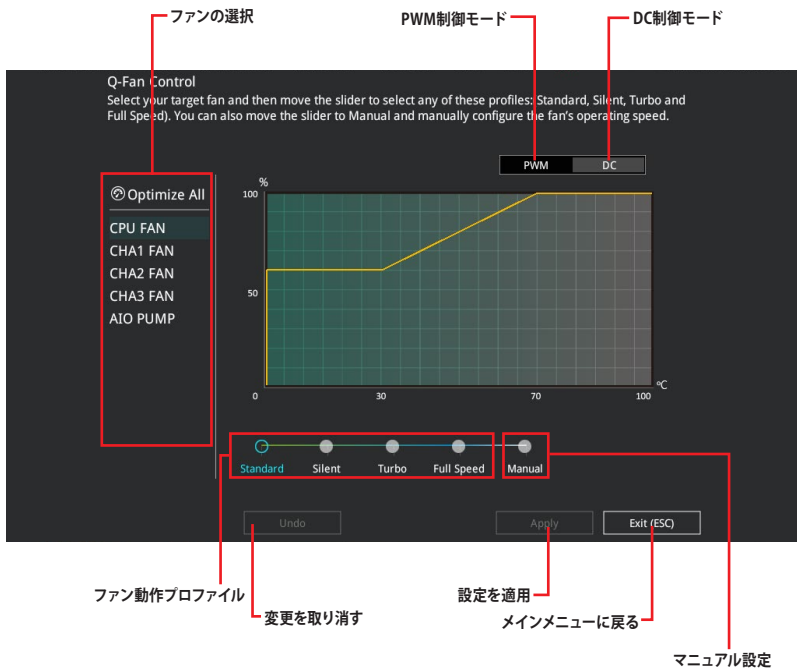 ファンの選択
PWM制御モード
DC制御モード
Q-Fan Control
Select your target fan and then move the slider to select any of these profiles: Standard, Silent, Turbo and
Full Speed). You can also move the slider to Manual and manually configure the fan's operating speed.
PWM
DC
Optimize All
CPU FAN
CHA1 FAN
CHA2 FAN
CHA3 FAN
AIO PUMP
%
100
50
0
30
70
100
℃
Standard
Silent
Turbo
Full Speed
Manual
Undo
Apply
Exit (ESC)
ファン動作プロファイル
変更を取り消す
設定を適用
メインメニューに戻る
マニュアル設定